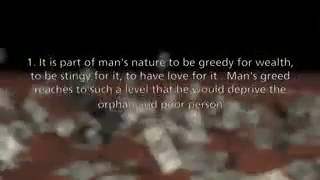 1. It is part of man's nature to be greedy for wealth,
to be stingy for it, to have love for it . Man's greed
reaches to such a level that he would deprive the
orphan and poor person